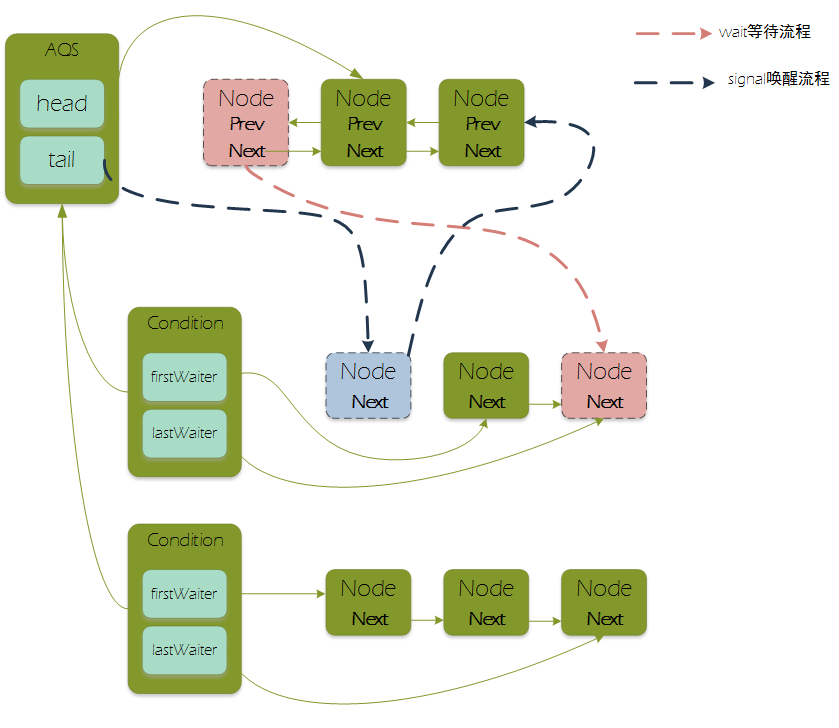 AQS
head
tail
Node
Prev
Next
Node
Prev
Next
Node
Prev
Next
wait等待流程
signal唤醒流程
Condition
firstWaiter
lastWaiter
Node
Next
Node
Next
Node
Next
Condition
firstWaiter
lastWaiter
Node
Next
Node
Next
Node
Next